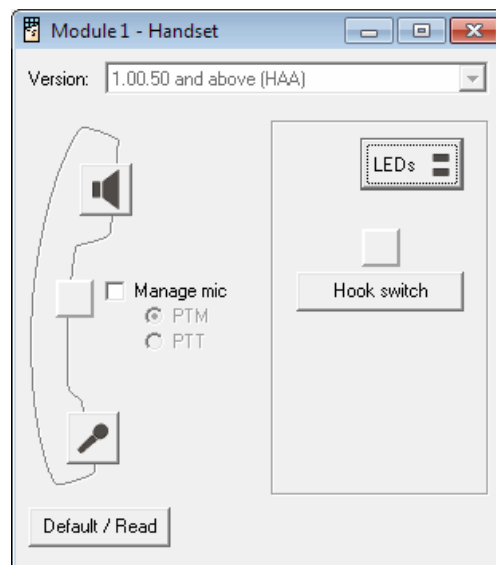 Module 1 - Handset
Version: 1.00.50 and above (HAA)
LEDs
Manage mic
PTM
PTT
Hook switch
Default / Read